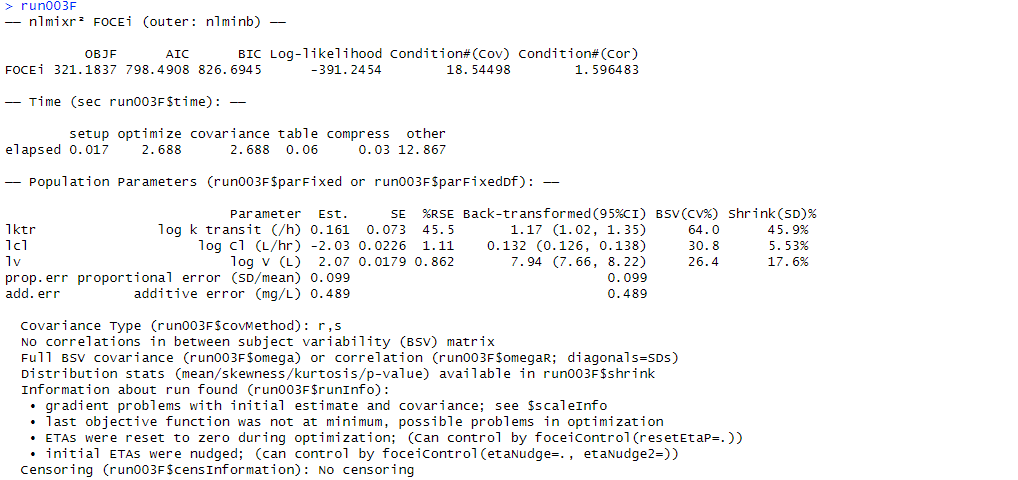 > run003F
── nlmixr² FOCEi (outer: nlminb) ──
OBJF AIC BIC Log-likelihood Condition#(Cov) Condition#(Cor)
FOCEi 321.1837 798.4908 826.6945 -391.2454 18.54498 1.596483
── Time (sec run003F$time): ──
setup optimize covariance table compress other
elapsed 0.017 2.688 2.688 0.06 0.03 12.867
── Population Parameters (run003F$parFixed or run003F$parFixedDf): ──
Parameter Est. SE %RSE Back-transformed(95%CI) BSV(CV%) Shrink(SD)%
lktr log k transit (/h) 0.161 0.073 45.5 1.17 (1.02, 1.35) 64.0 45.9%
lcl log Cl (L/hr) -2.03 0.0226 1.11 0.132 (0.126, 0.138) 30.8 5.53%
lv log V (L) 2.07 0.0179 0.862 7.94 (7.66, 8.22) 26.4 17.6%
prop.err proportional error (SD/mean) 0.099 0.099
add.err additive error (mg/L) 0.489 0.489
Covariance Type (run003F$covMethod): r,s
No correlations in between subject variability (BSV) matrix
Full BSV covariance (run003F$omega) or correlation (run003F$omegaR; diagonals=SDs)
Distribution stats (mean/skewness/kurtosis/p-value) available in run003F$shrink
Information about run found (run003F$runInfo):
• gradient problems with initial estimate and covariance; see $scaleInfo
• last objective function was not at minimum, possible problems in optimization
• ETAs were reset to zero during optimization; (Can control by foceiControl(resetEtaP=.))
• initial ETAs were nudged; (can control by foceiControl(etaNudge=., etaNudge2=))
Censoring (run003F$censInformation): No censoring